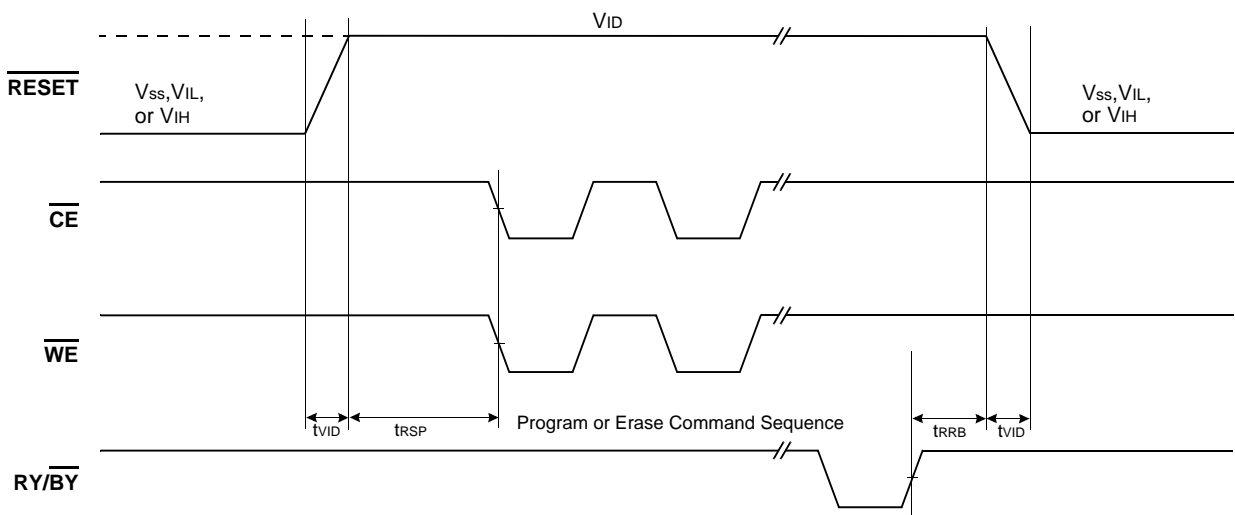 VID
RESET
Vss,VIL,
or VIH
Vss,VIL,
or VIH
CE
WE
tVID
tRSP
Program or Erase Command Sequence
tRRB
tVID
RY/BY